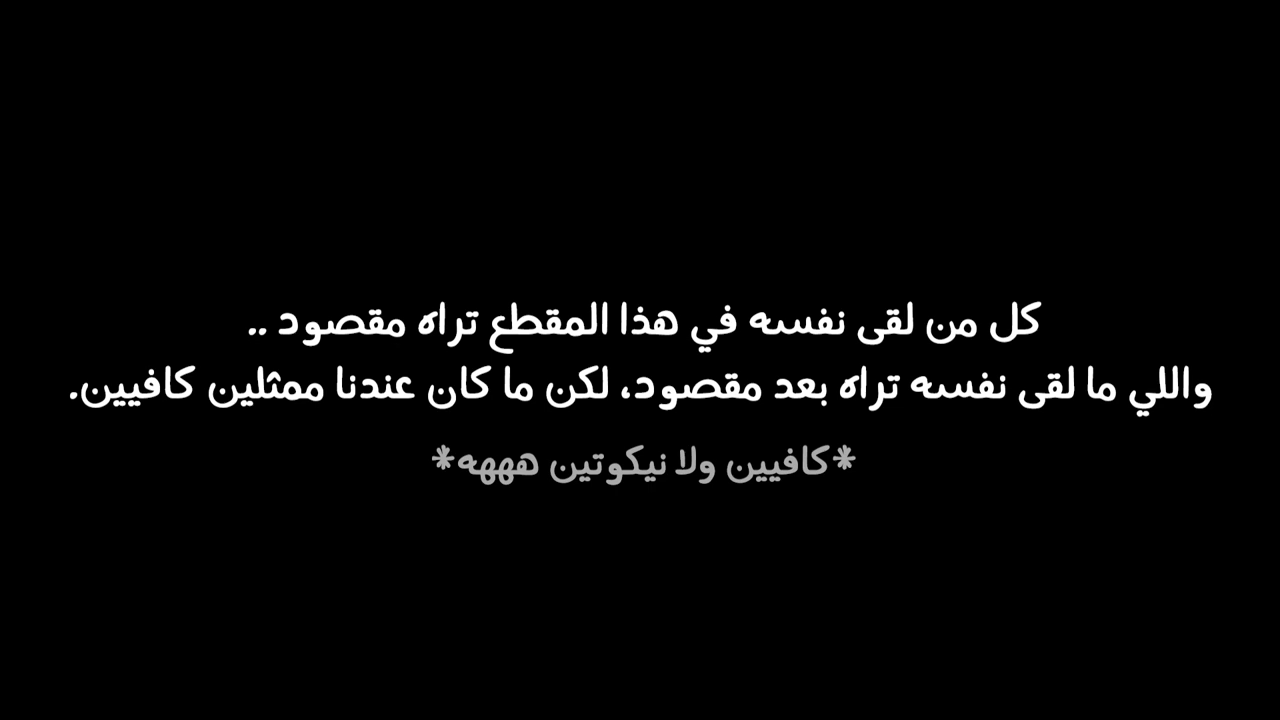 كل من لقى نفسه في هذا المقطع تراه مقصود ..
واللي ما لقى نفسه تراه بعد مقصود، لكن ما كان عندنا ممثلين كافيين.
*كافيين ولا نيكوتين هههه*